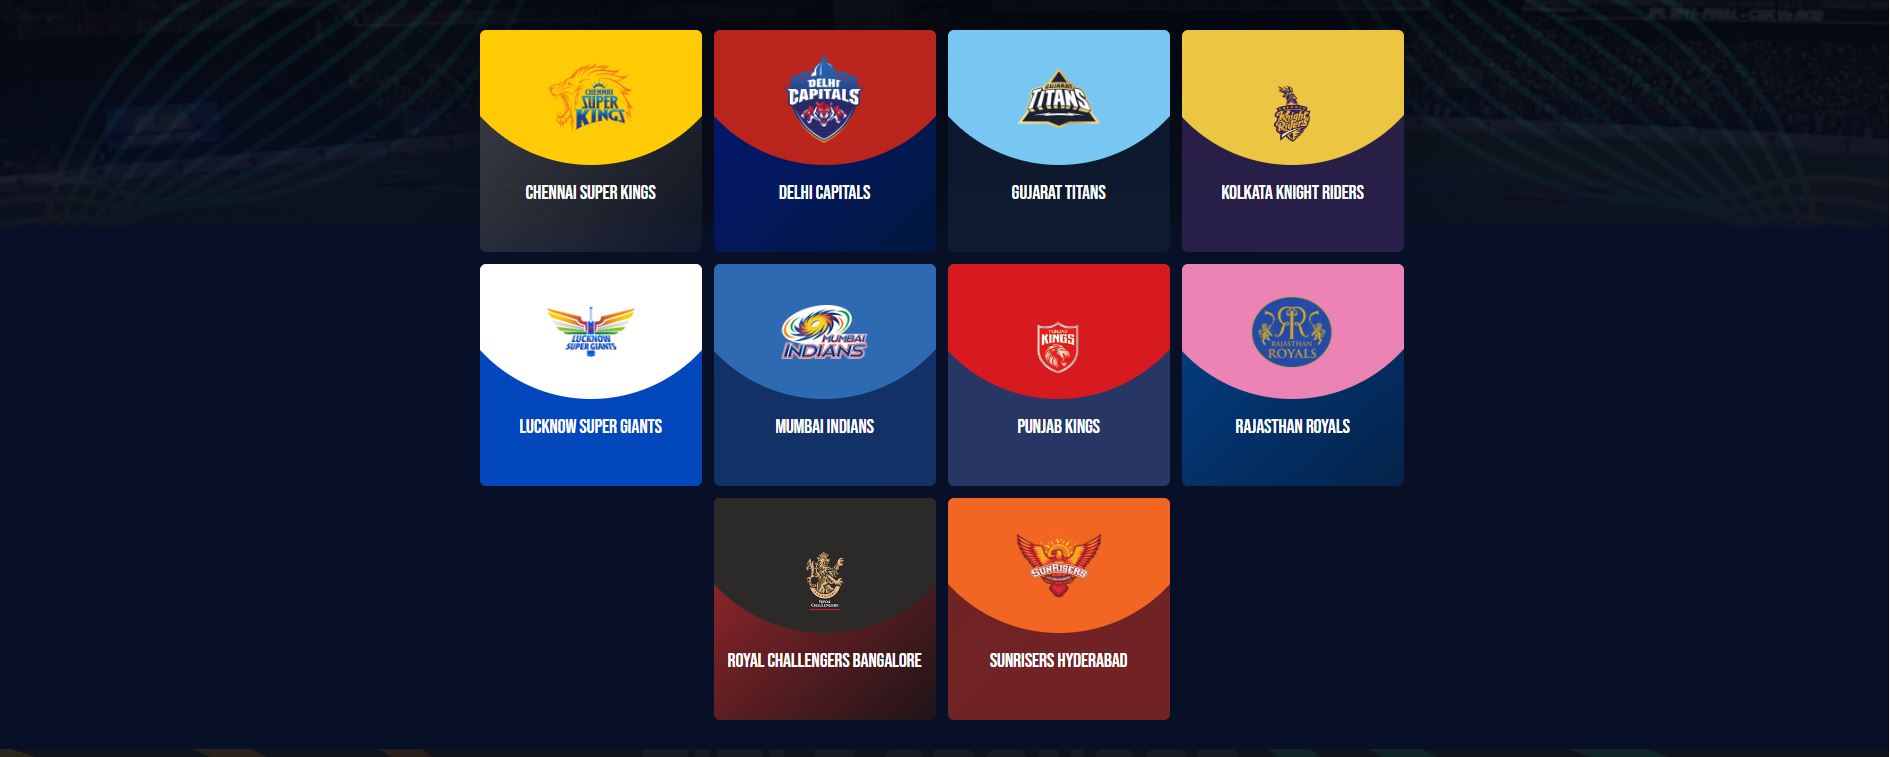 CHENNAI
SUPER
KINGS
DELHI
CAPITALS
GUJARAT
TITANS
Knight
Riders
CHENNAI SUPER KINGS
DELHI CAPITALS
GUJARAT TITANS
KOLKATA KNIGHT RIDERS
LUCKNOW
SUPER GIANTS
MUMBAI
INDIANS
PUNJAB
KINGS
RR
RAJASTHAN
ROYALS
LUCKNOW SUPER GIANTS
MUMBAI INDIANS
PUNJAB KINGS
RAJASTHAN ROYALS
ROYAL
CHALLENGERS
SUNRISERS
ROYAL CHALLENGERS BANGALORE
SUNRISERS HYDERABAD